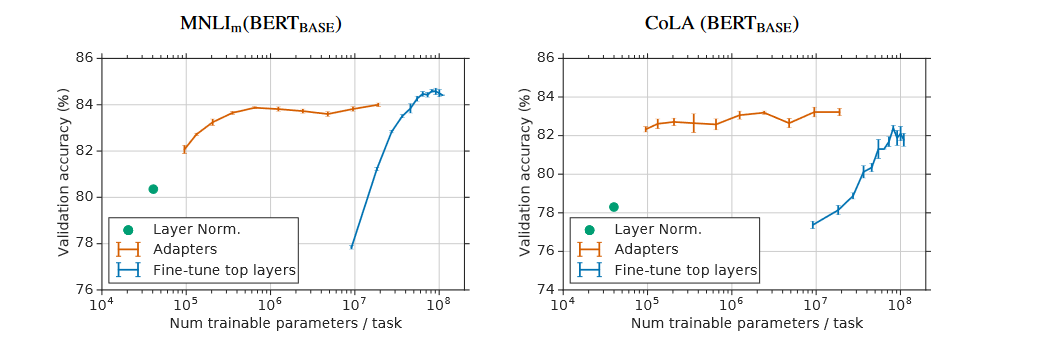 MNLIm(BERTBASE)
86
84
82
80
78
76
Validation accuracy (%)
Layer Norm.
Adapters
Fine-tune top layers
10^4 10^5 10^6 10^7 10^8
Num trainable parameters / task
CoLA (BERTBASE)
86
84
82
80
78
76
74
Validation accuracy (%)
Layer Norm.
Adapters
Fine-tune top layers
10^4 10^5 10^6 10^7 10^8
Num trainable parameters / task